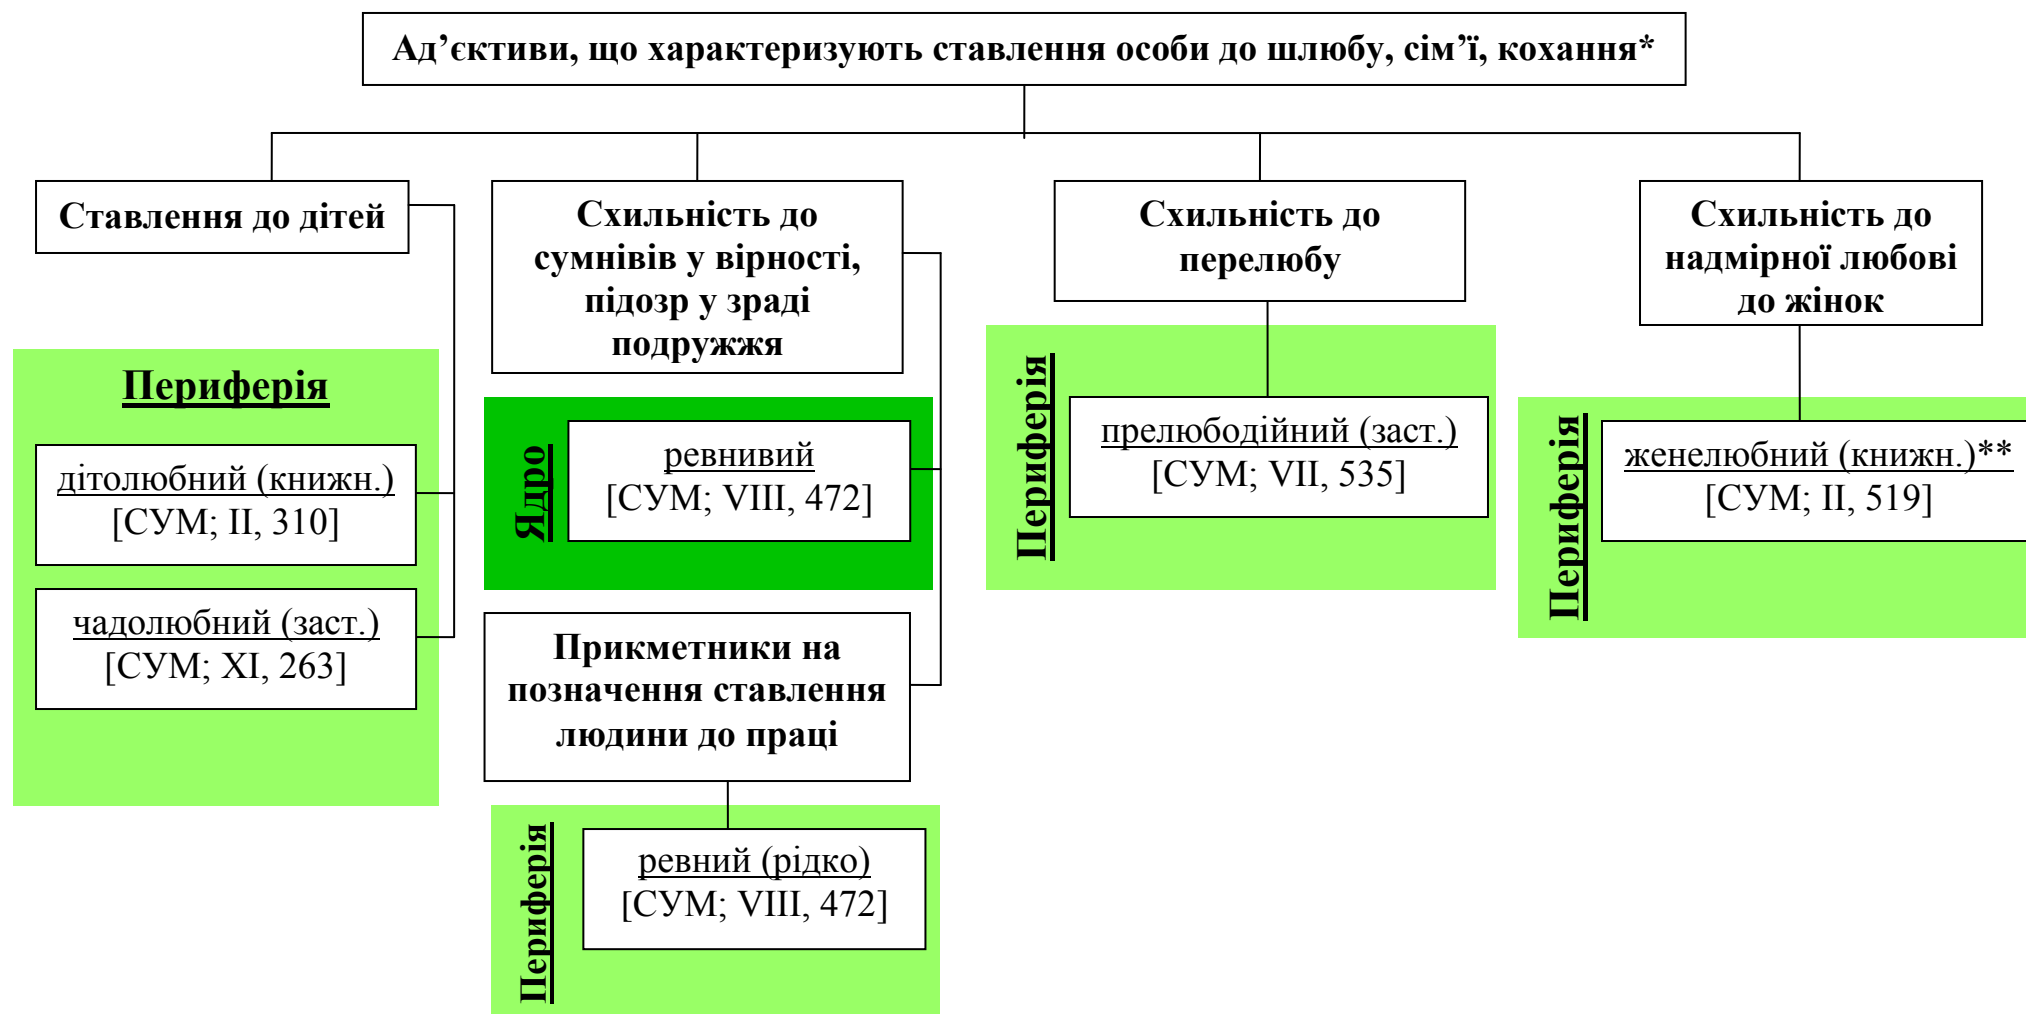 Ад’єктиви, що характеризують ставлення особи до шлюбу, сім’ї, кохання*
Ставлення до дітей
Периферія
дітолюбний (книжн.)
[СУМ; II, 310]
чадолюбний (заст.)
[СУМ; XI, 263]
Схильність до
сумнівів у вірності,
підозр у зраді
подружжя
Ядро
ревнивий
[СУМ; VIII, 472]
Прикметники на
позначення ставлення
людини до праці
Периферія
ревний (рідко)
[СУМ; VIII, 472]
Схильність до
перелюбу
Периферія
прелюбодійний (заст.)
[СУМ; VII, 535]
Схильність до
надмірної любові
до жінок
Периферія
женелюбний (книжн.)**
[СУМ; II, 519]